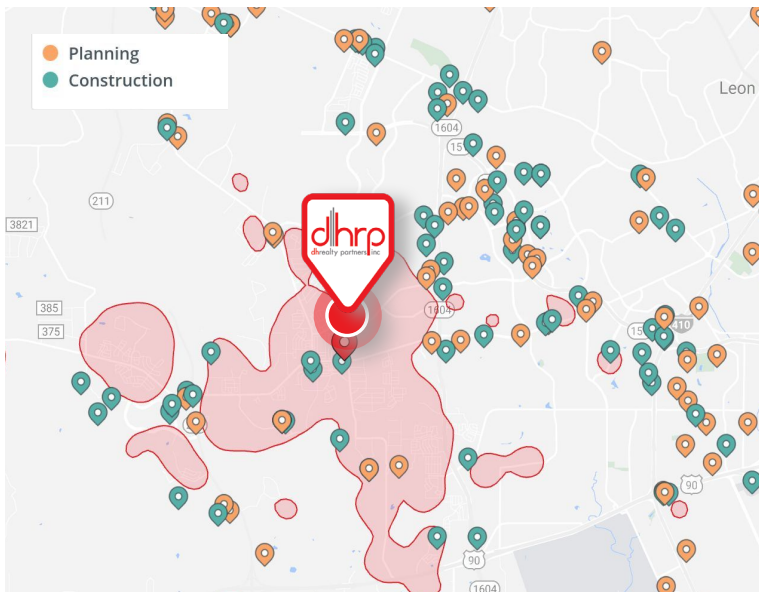 Planning
Construction
Leon
1604
211
3821
dhrp
dhrealty partners, inc
385
375
1604
410
90
90
1604